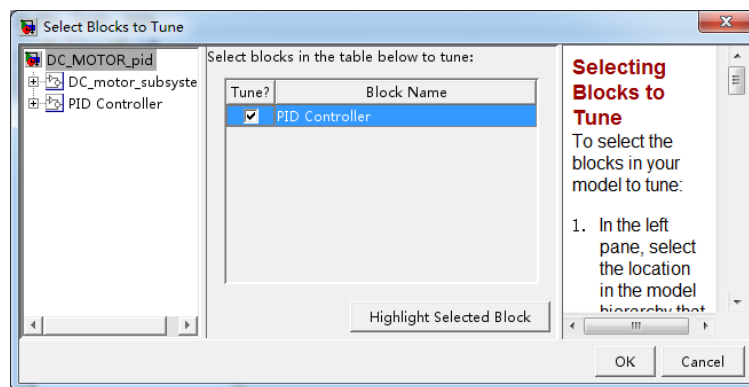 Select Blocks to Tune
DC_MOTOR_pid
DC_motor_subsyste
PID Controller
Select blocks in the table below to tune:
Tune? Block Name
PID Controller
Highlight Selected Block
Selecting
Blocks to
Tune
To select the
blocks in your
model to tune:
1. In the left
pane, select
the location
in the model
hierarchy that
OK Cancel